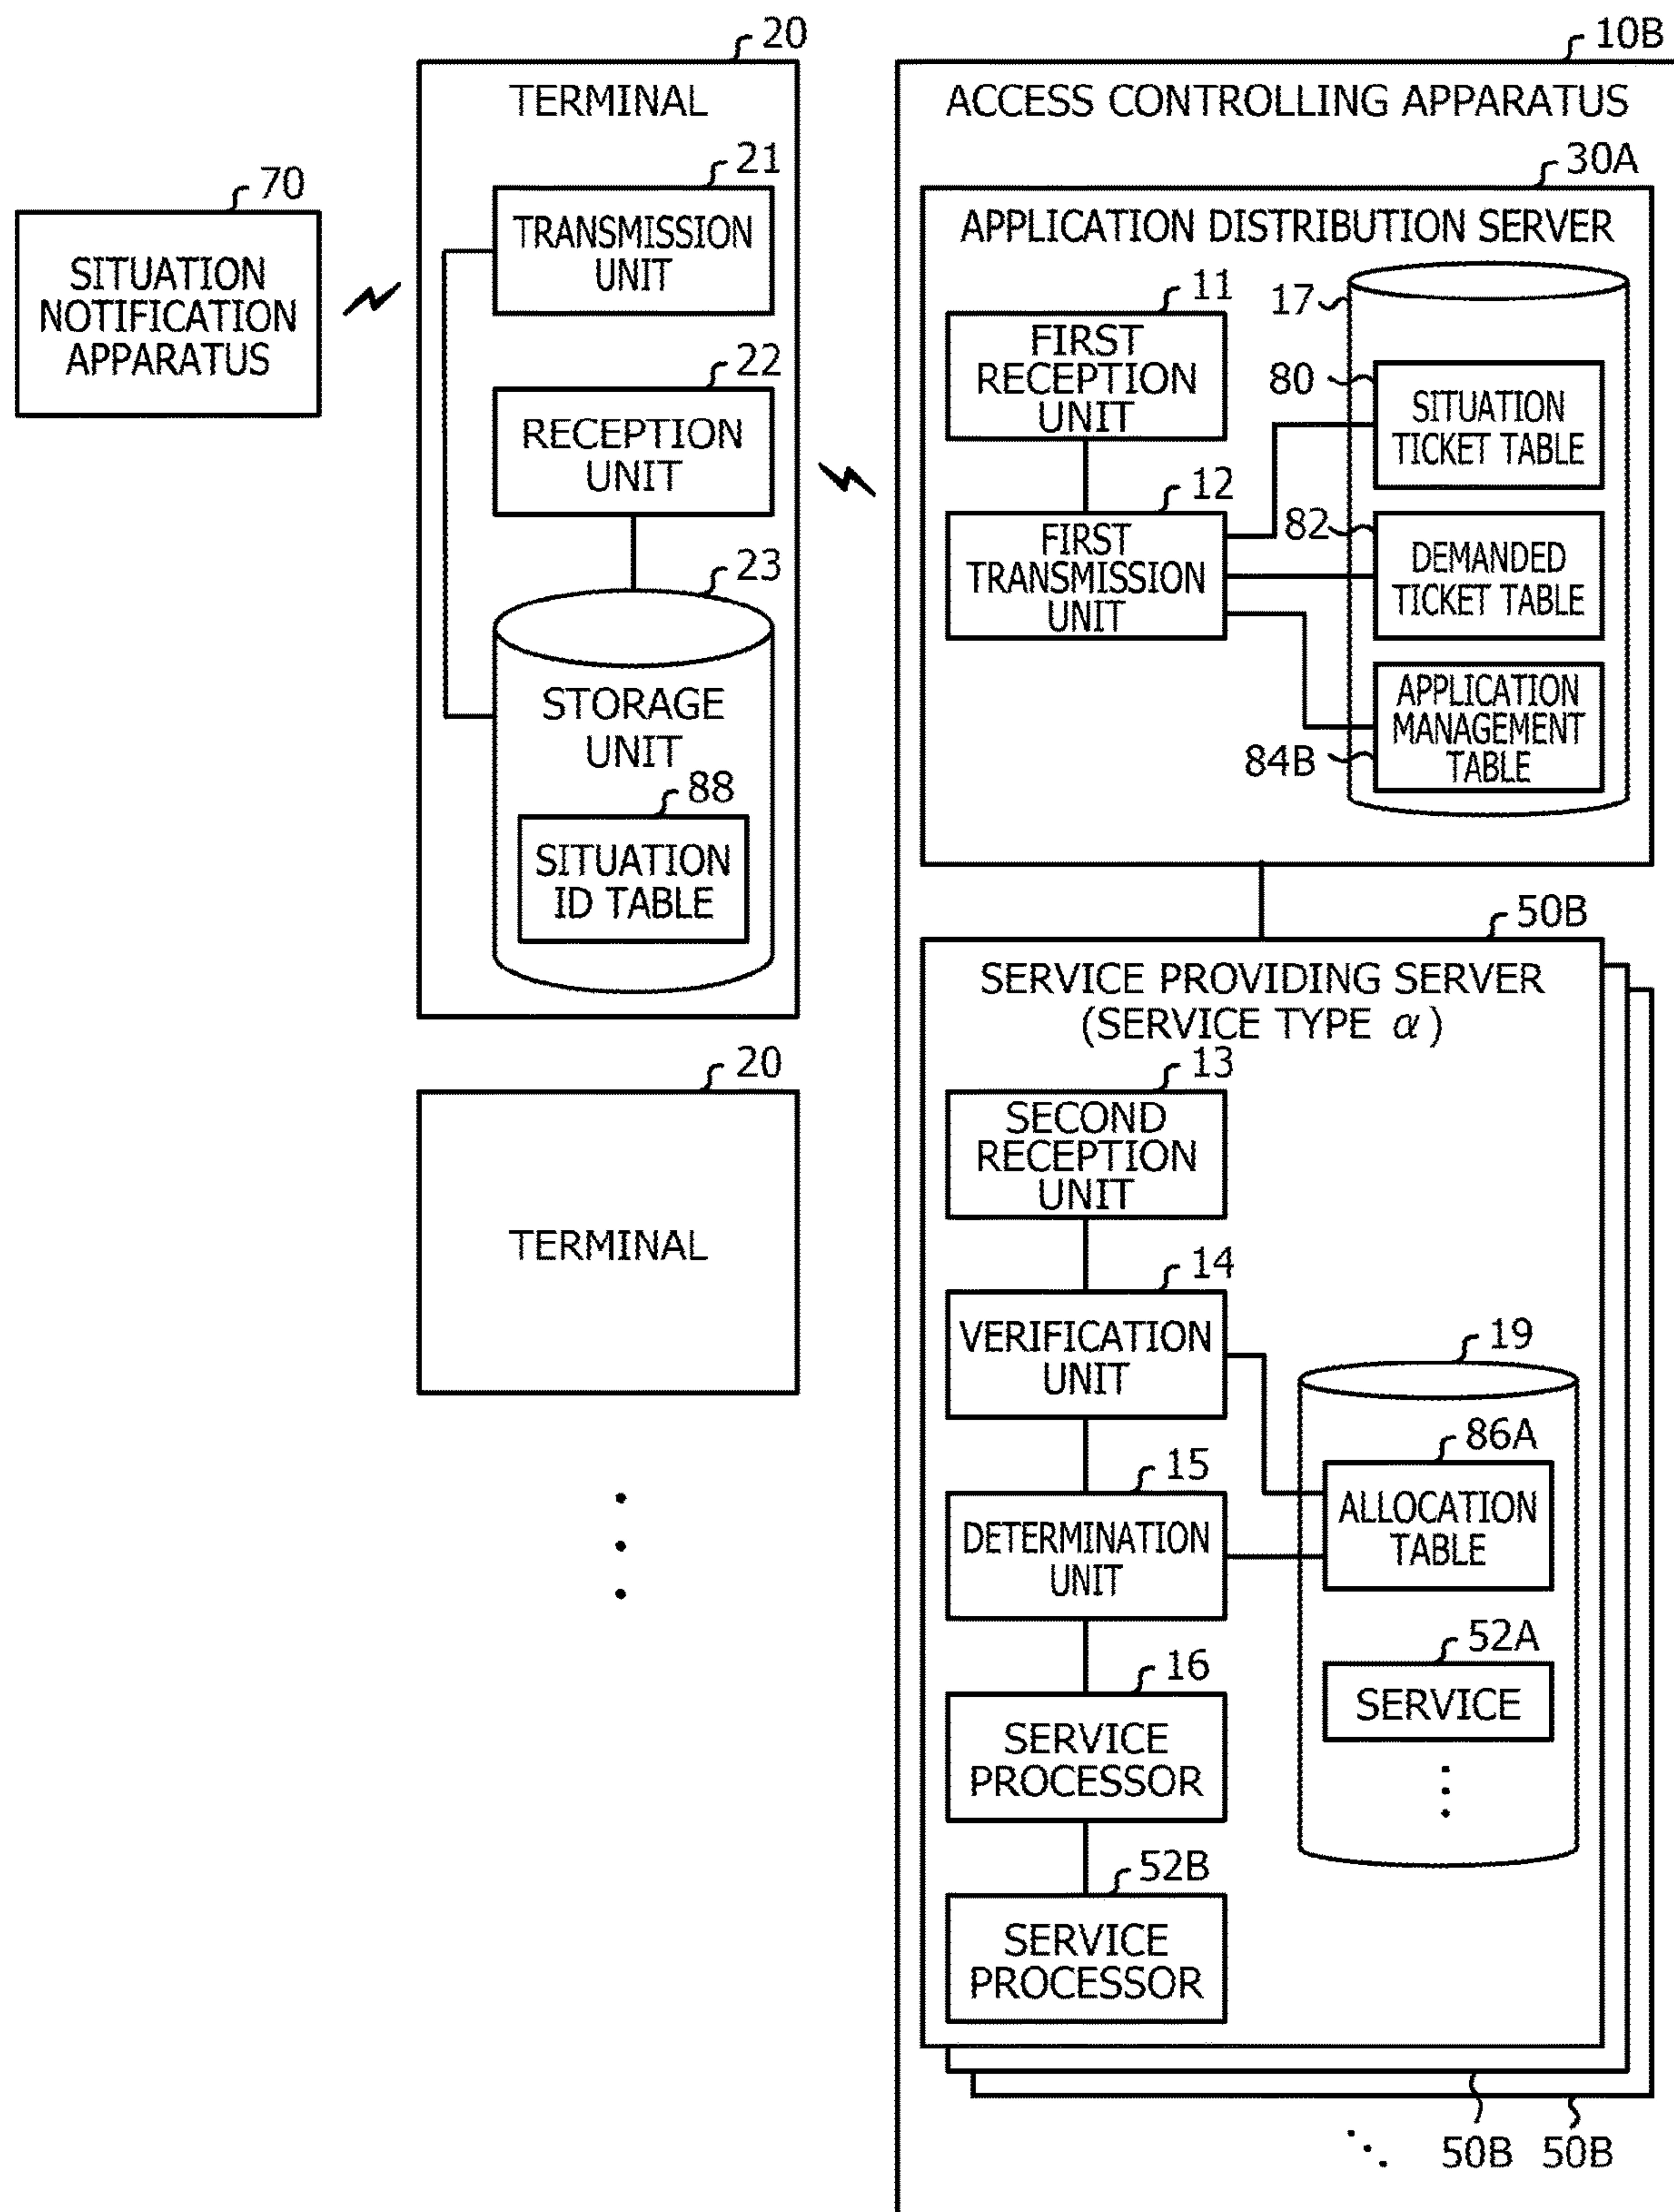 70
SITUATION
NOTIFICATION
APPARATUS
20
TERMINAL
21
TRANSMISSION
UNIT
22
RECEPTION
UNIT
23
STORAGE
UNIT
88
SITUATION
ID TABLE
20
TERMINAL
10B
ACCESS CONTROLLING APPARATUS
30A
APPLICATION DISTRIBUTION SERVER
11
FIRST
RECEPTION
UNIT
12
FIRST
TRANSMISSION
UNIT
17
80
SITUATION
TICKET TABLE
82
DEMANDED
TICKET TABLE
APPLICATION
MANAGEMENT
TABLE
84B
50B
SERVICE PROVIDING SERVER
(SERVICE TYPE α)
13
SECOND
RECEPTION
UNIT
14
VERIFICATION
UNIT
15
DETERMINATION
UNIT
16
SERVICE
PROCESSOR
52B
SERVICE
PROCESSOR
19
86A
ALLOCATION
TABLE
52A
SERVICE
50B
50B